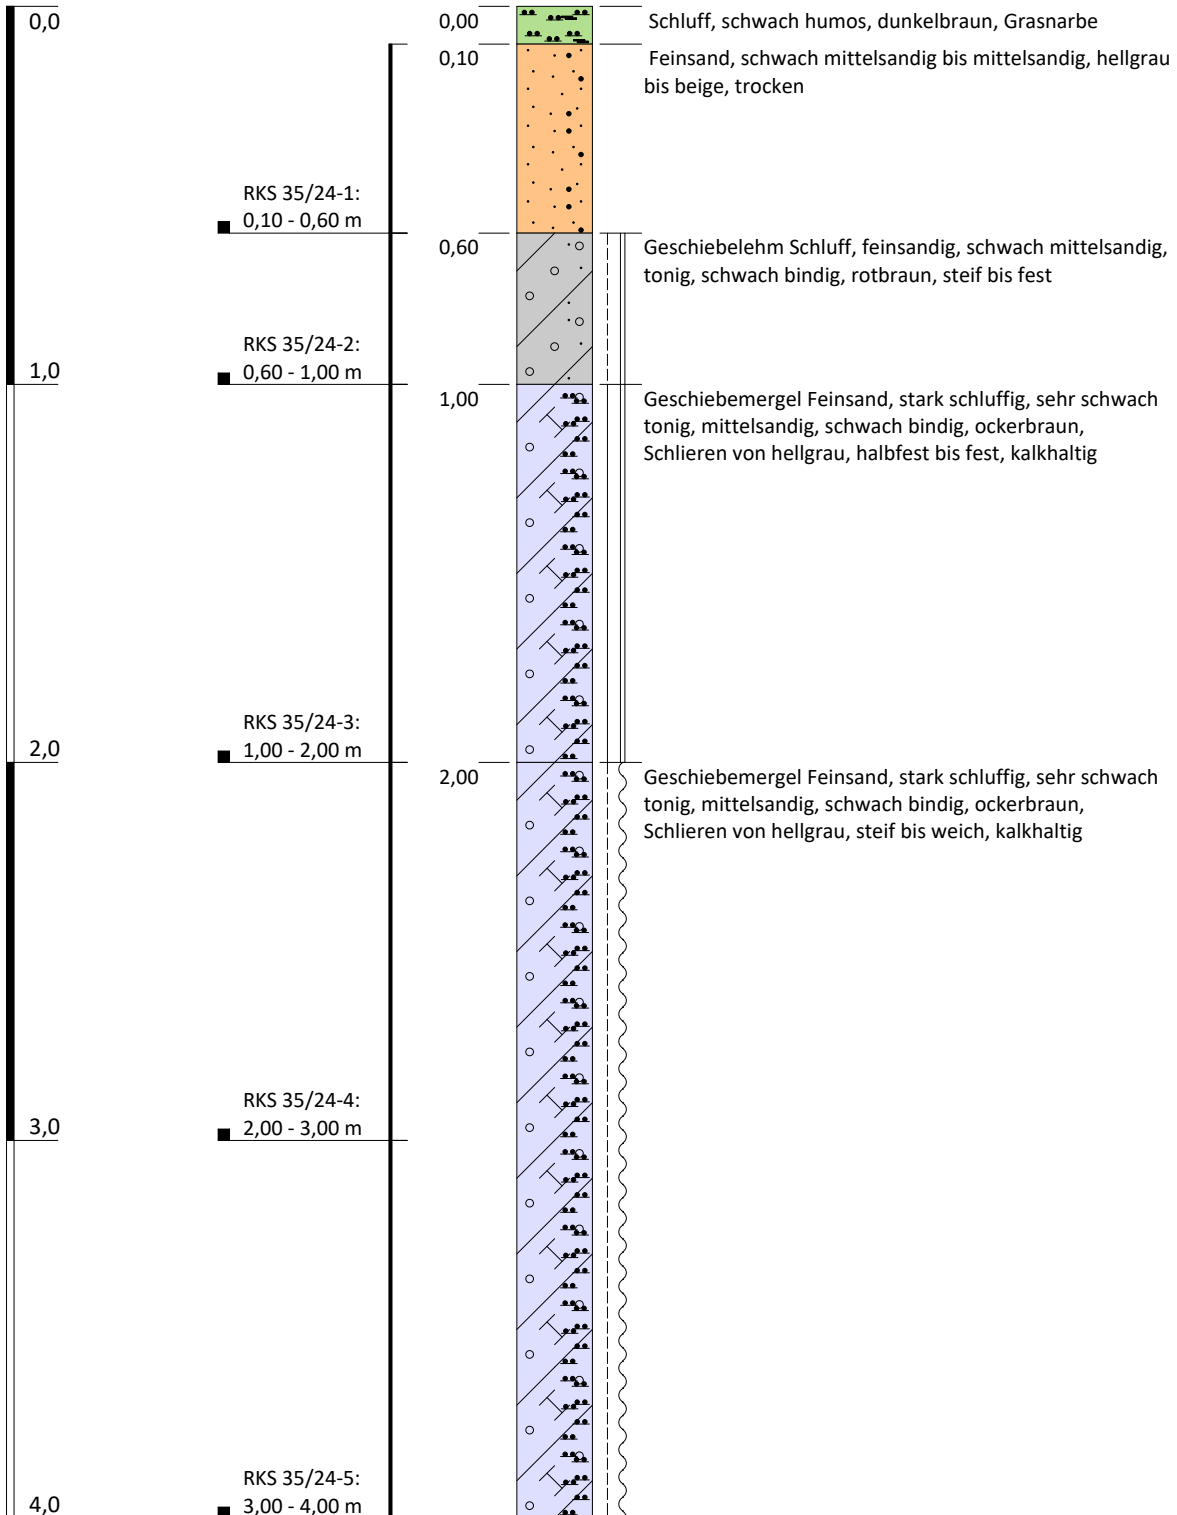 0,0
0,00
Schluff, schwach humos, dunkelbraun, Grasnarbe
0,10
Feinsand, schwach mittelsandig bis mittelsandig, hellgrau
bis beige, trocken
RKS 35/24-1:
0,10 - 0,60 m
0,60
Geschiebelehm Schluff, feinsandig, schwach mittelsandig,
tonig, schwach bindig, rotbraun, steif bis fest
RKS 35/24-2:
0,60 - 1,00 m
1,0
1,00
Geschiebemergel Feinsand, stark schluffig, sehr schwach
tonig, mittelsandig, schwach bindig, ockerbraun,
Schlieren von hellgrau, halbfest bis fest, kalkhaltig
RKS 35/24-3:
1,00 - 2,00 m
2,0
2,00
Geschiebemergel Feinsand, stark schluffig, sehr schwach
tonig, mittelsandig, schwach bindig, ockerbraun,
Schlieren von hellgrau, steif bis weich, kalkhaltig
RKS 35/24-4:
2,00 - 3,00 m
3,0
RKS 35/24-5:
3,00 - 4,00 m
4,0